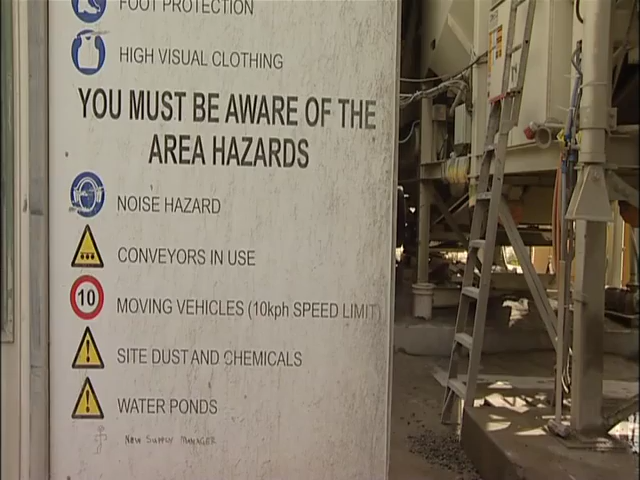 FOOT PROTECTION
HIGH VISUAL CLOTHING
YOU MUST BE AWARE OF THE
AREA HAZARDS
NOISE HAZARD
CONVEYORS IN USE
10 MOVING VEHICLES (10kph SPEED LIMIT)
SITE DUST AND CHEMICALS
WATER PONDS
NEW SUPPLY MANAGER